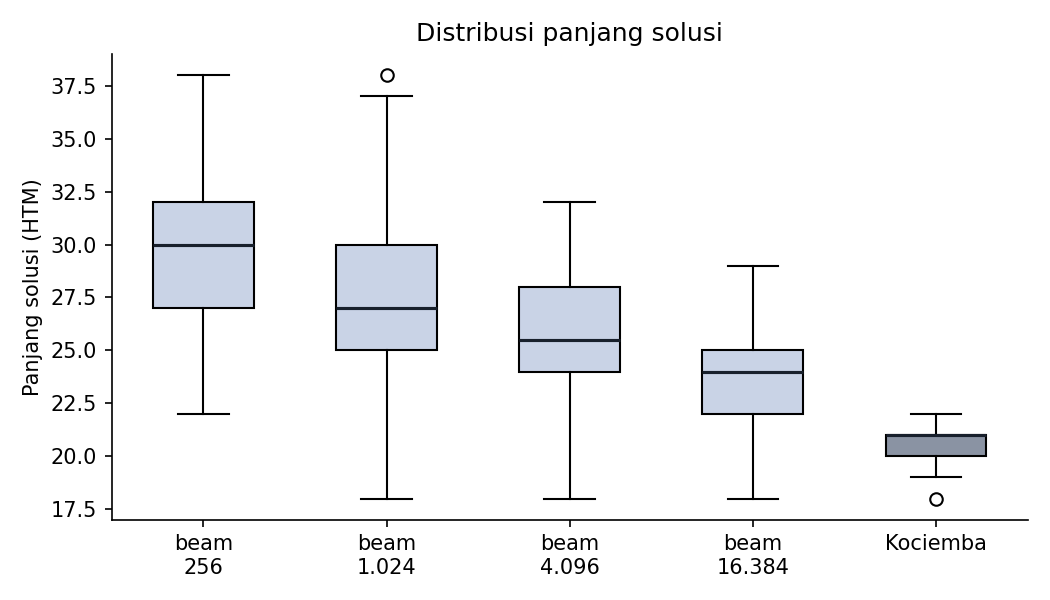 Distribusi panjang solusi
Panjang solusi (HTM)
37.5
35.0
32.5
30.0
27.5
25.0
22.5
20.0
17.5
beam
256
beam
1.024
beam
4.096
beam
16.384
Kociemba